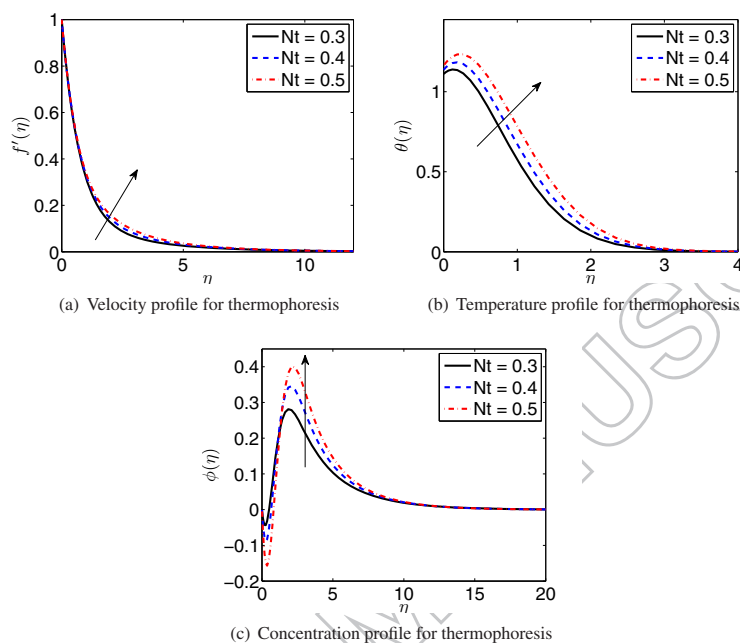 1
0.8
0.6
0.4
0.2
0
0
5
10
f′(η)
η
Nt = 0.3
Nt = 0.4
Nt = 0.5
(a) Velocity profile for thermophoresis
1
0.5
0
0
1
2
3
4
θ(η)
η
Nt = 0.3
Nt = 0.4
Nt = 0.5
(b) Temperature profile for thermophoresis
0.4
0.3
0.2
0.1
0
−0.1
−0.2
0
5
10
15
20
ϕ(η)
η
Nt = 0.3
Nt = 0.4
Nt = 0.5
(c) Concentration profile for thermophoresis